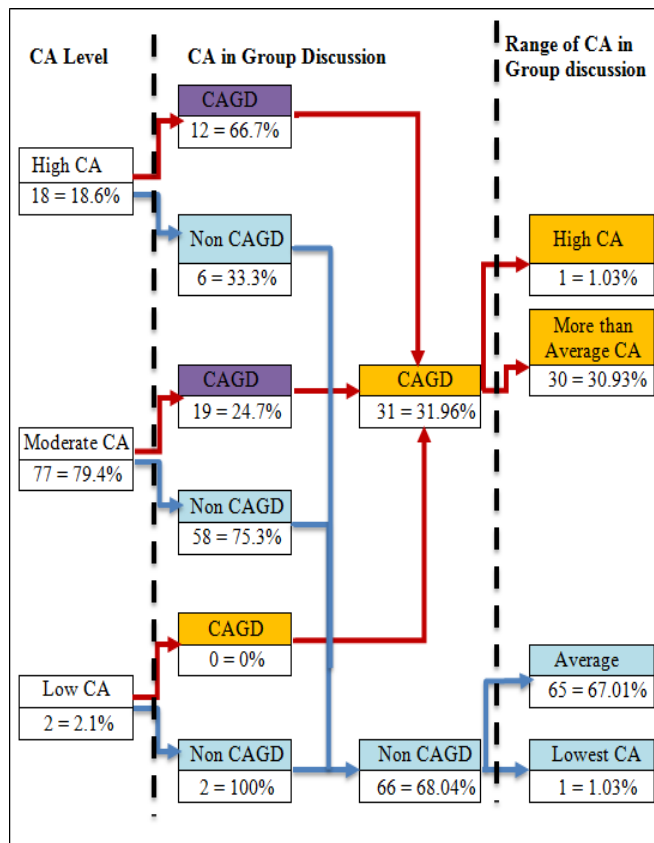 CA Level
CA in Group Discussion
Range of CA in
Group discussion
CAGD
12 = 66.7%
High CA
18 = 18.6%
Non CAGD
6 = 33.3%
High CA
1 = 1.03%
More than
Average CA
30 = 30.93%
CAGD
19 = 24.7%
CAGD
31 = 31.96%
Moderate CA
77 = 79.4%
Non CAGD
58 = 75.3%
CAGD
0 = 0%
Low CA
2 = 2.1%
Average
65 = 67.01%
Non CAGD
2 = 100%
Non CAGD
66 = 68.04%
Lowest CA
1 = 1.03%